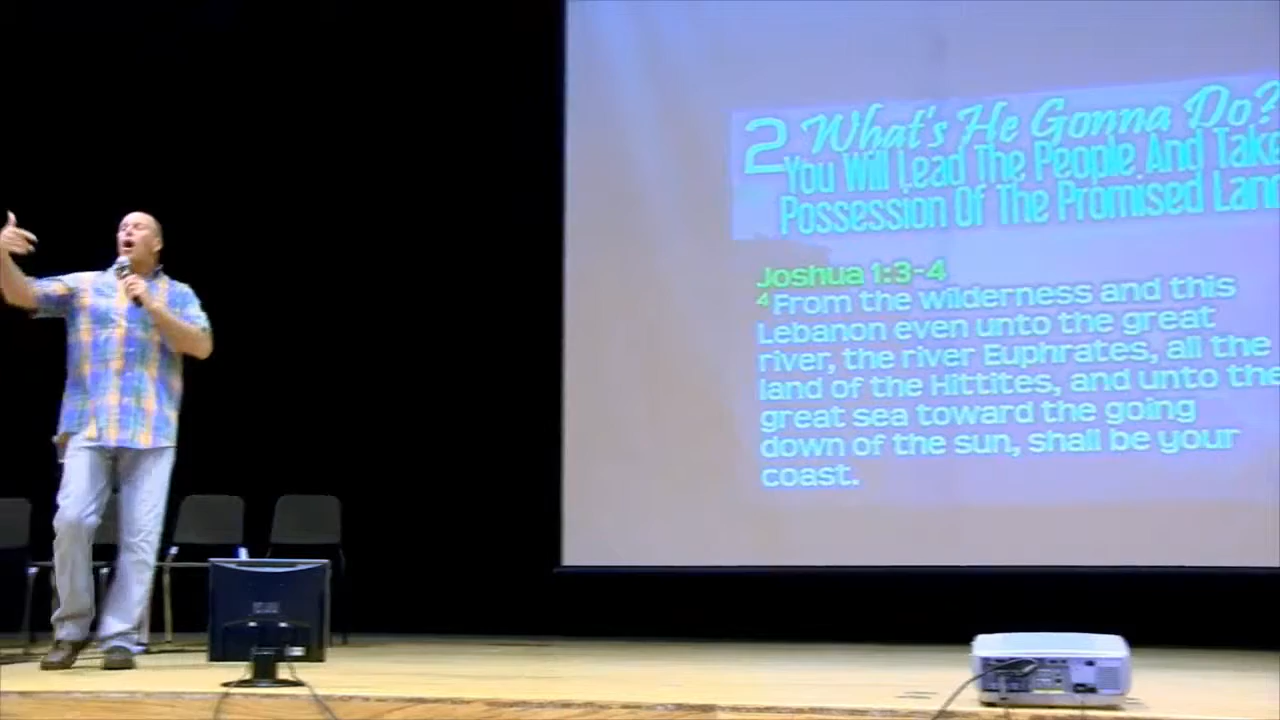 2 What's He Gonna Do?
You Will Lead The People And Take
Possession Of The Promised Land
Joshua 1:3-4
4 From the wilderness and this
Lebanon even unto the great
river, the river Euphrates, all the
land of the Hittites, and unto the
great sea toward the going
down of the sun, shall be your
coast.